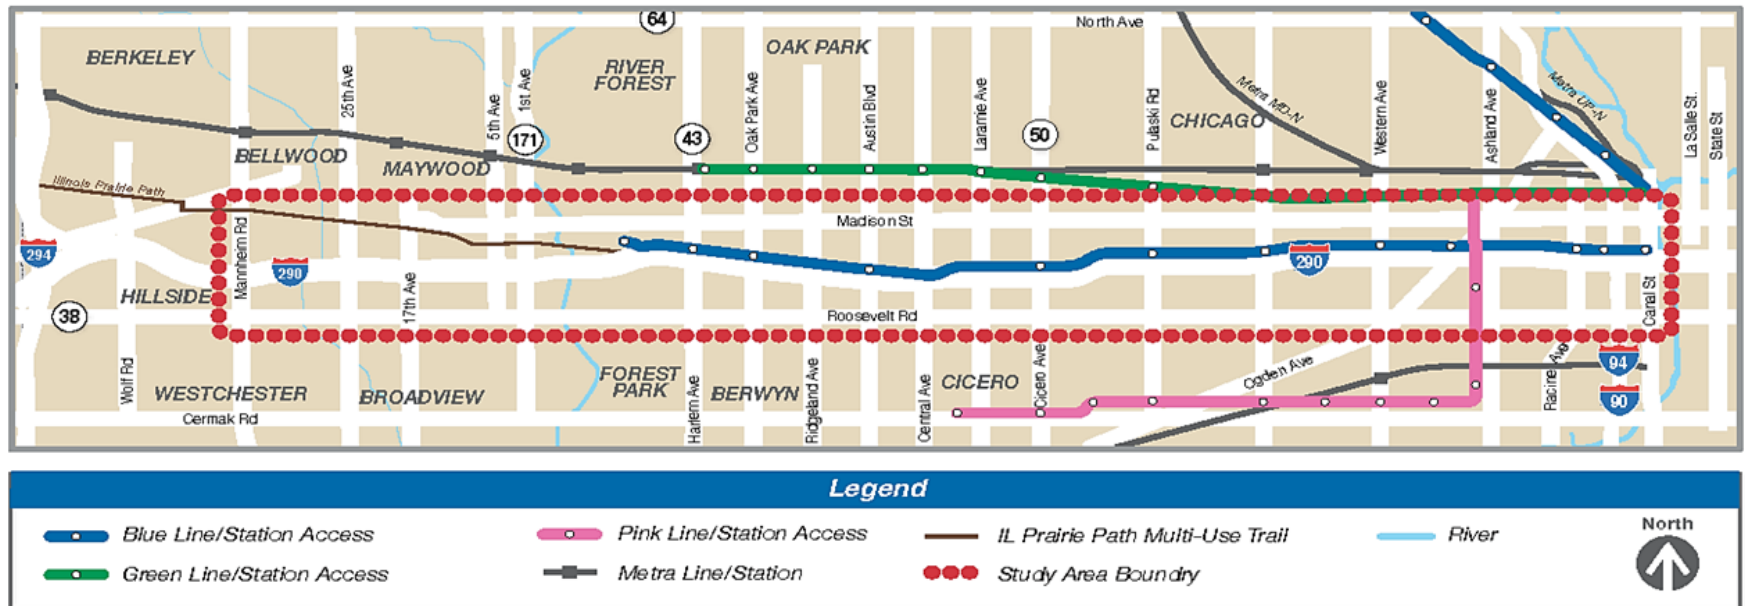 64
North Ave
BERKELEY
OAK PARK
RIVER
FOREST
25th Ave
5th Ave
1st Ave
Oak Park Ave
Austin Blvd
Laramie Ave
Pulaski Rd
Metra MD-N
Western Ave
Ashland Ave
Metra UP-N
La Salle St.
State St
171
43
50
CHICAGO
BELLWOOD
MAYWOOD
Illinois Prairie Path
Madison St
294
Mannheim Rd
290
290
HILLSIDE
17th Ave
Canal St
38
Roosevelt Rd
94
Wolf Rd
WESTCHESTER
BROADVIEW
FOREST
PARK
Harlem Ave
BERWYN
Ridgeland Ave
Central Ave
CICERO
Cicero Ave
Ogden Ave
Racine Ave
90
Cermak Rd
Legend
Blue Line/Station Access
Pink Line/Station Access
IL Prairie Path Multi-Use Trail
River
North
Green Line/Station Access
Metra Line/Station
Study Area Boundry